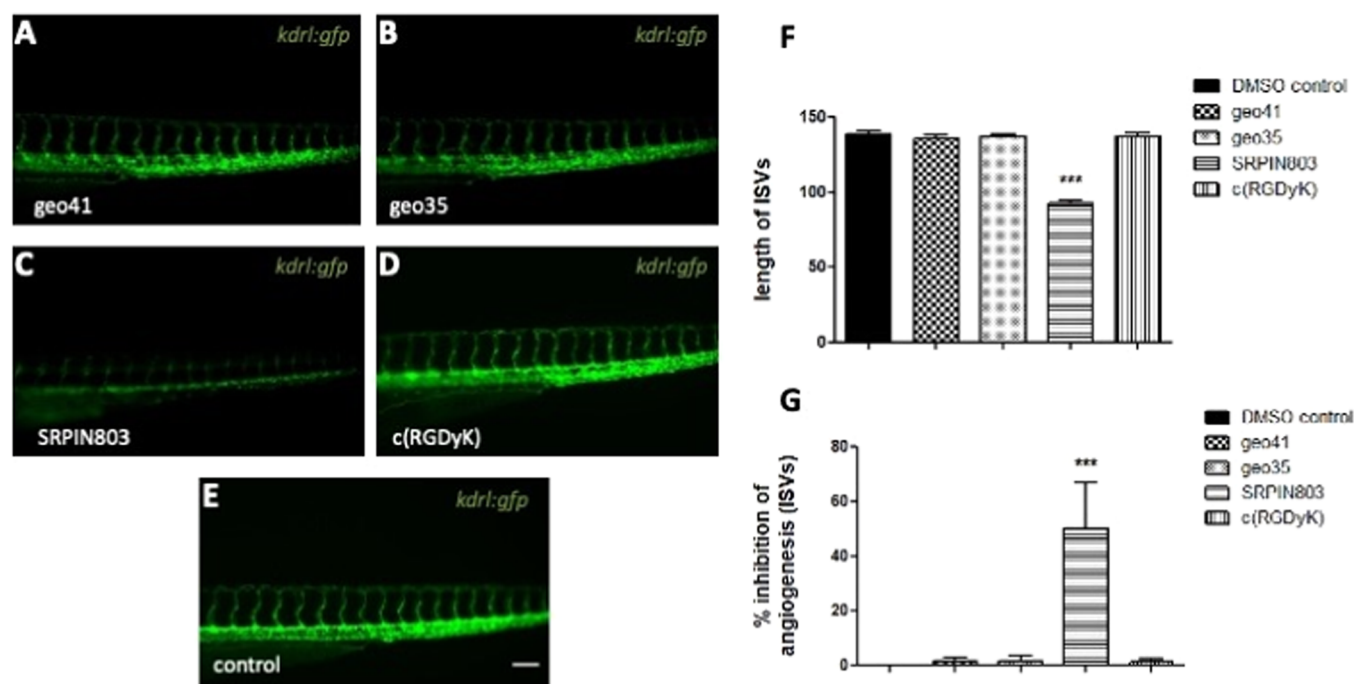 A
kdrl:gfp
geo41
B
kdrl:gfp
geo35
C
kdrl:gfp
SRPIN803
D
kdrl:gfp
c(RGDyK)
E
kdrl:gfp
control
F
length of ISVs
150
100
50
0
***
DMSO control
geo41
geo35
SRPIN803
c(RGDyK)
G
% inhibition of
angiogenesis (ISVs)
80
60
40
20
0
***
DMSO control
geo41
geo35
SRPIN803
c(RGDyK)